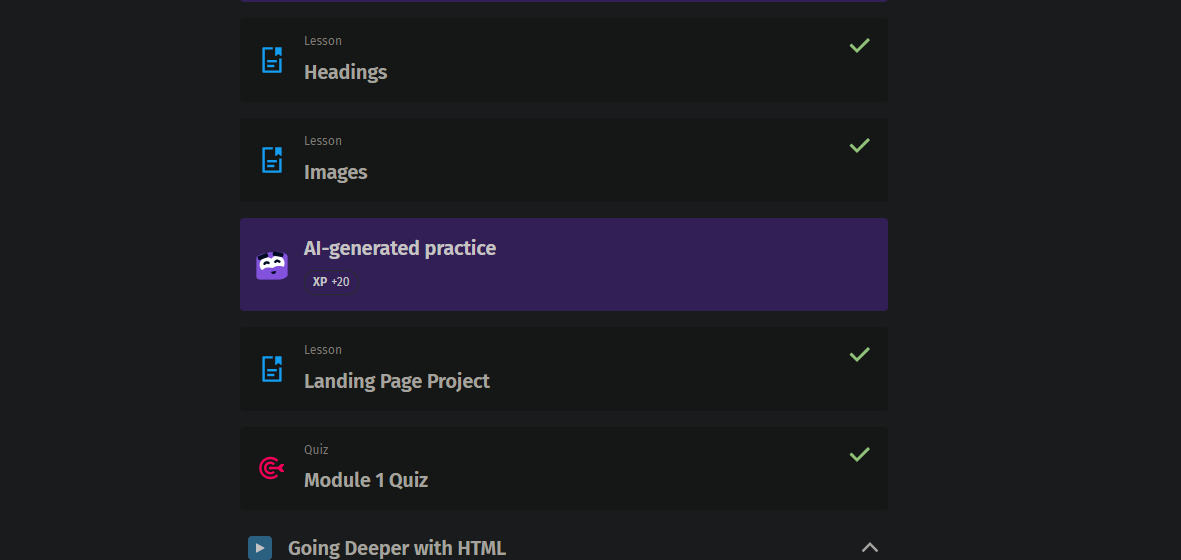 Lesson
Headings
Lesson
Images
AI-generated practice
XP +20
Lesson
Landing Page Project
Quiz
Module 1 Quiz
Going Deeper with HTML